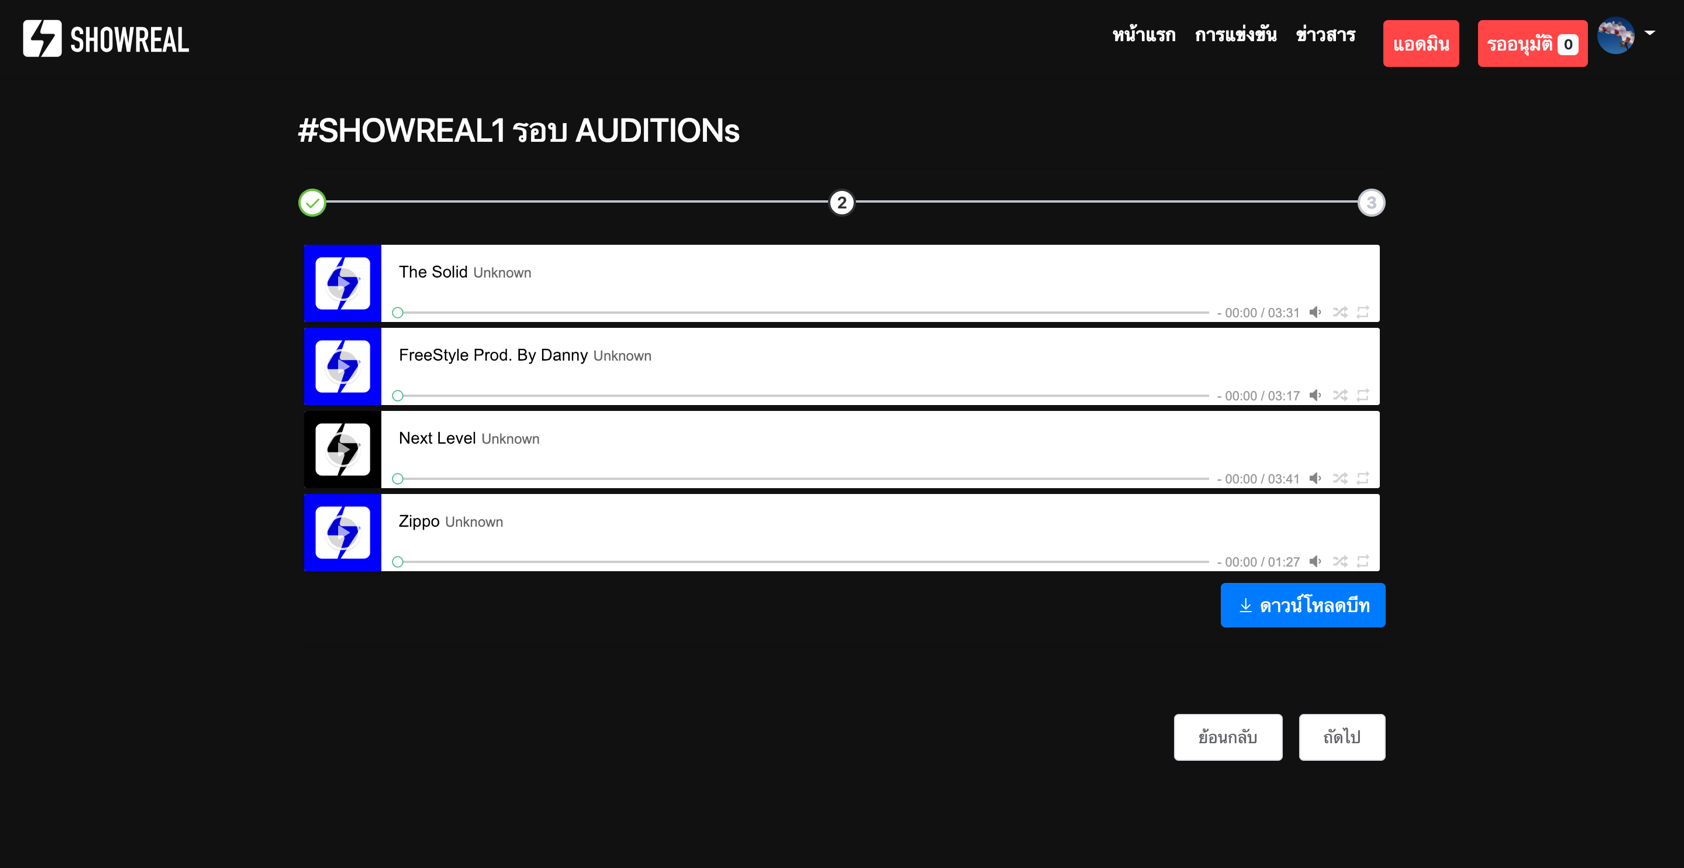 SHOWREAL
หน้าแรก การแข่งขัน ข่าวสาร แอดมิน รออนุมัติ 0
#SHOWREAL1 รอบ AUDITIONs
2 3
The Solid Unknown
- 00:00 / 03:31
FreeStyle Prod. By Danny Unknown
- 00:00 / 03:17
Next Level Unknown
- 00:00 / 03:41
Zippo Unknown
- 00:00 / 01:27
ดาวน์โหลดบีท
ย้อนกลับ ถัดไป